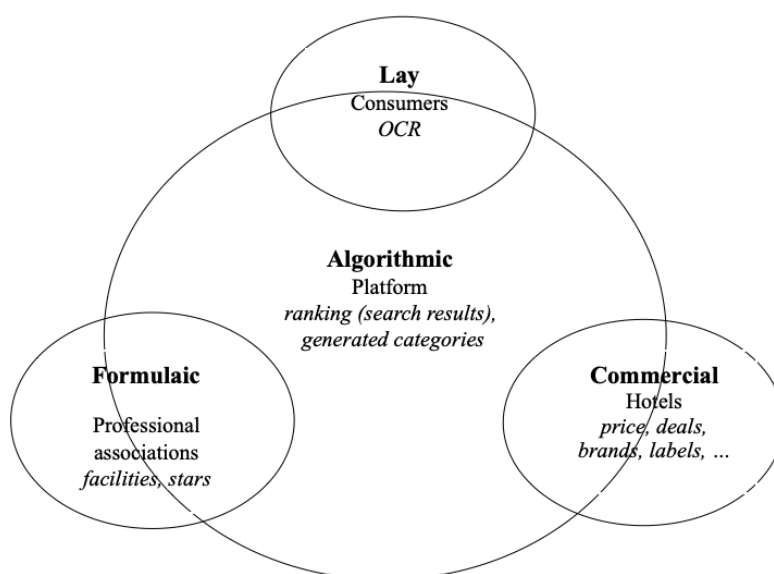 Lay
Consumers
OCR
Algorithmic
Platform
ranking (search results),
generated categories
Formulaic
Professional
associations
facilities, stars
Commercial
Hotels
price, deals,
brands, labels, ...